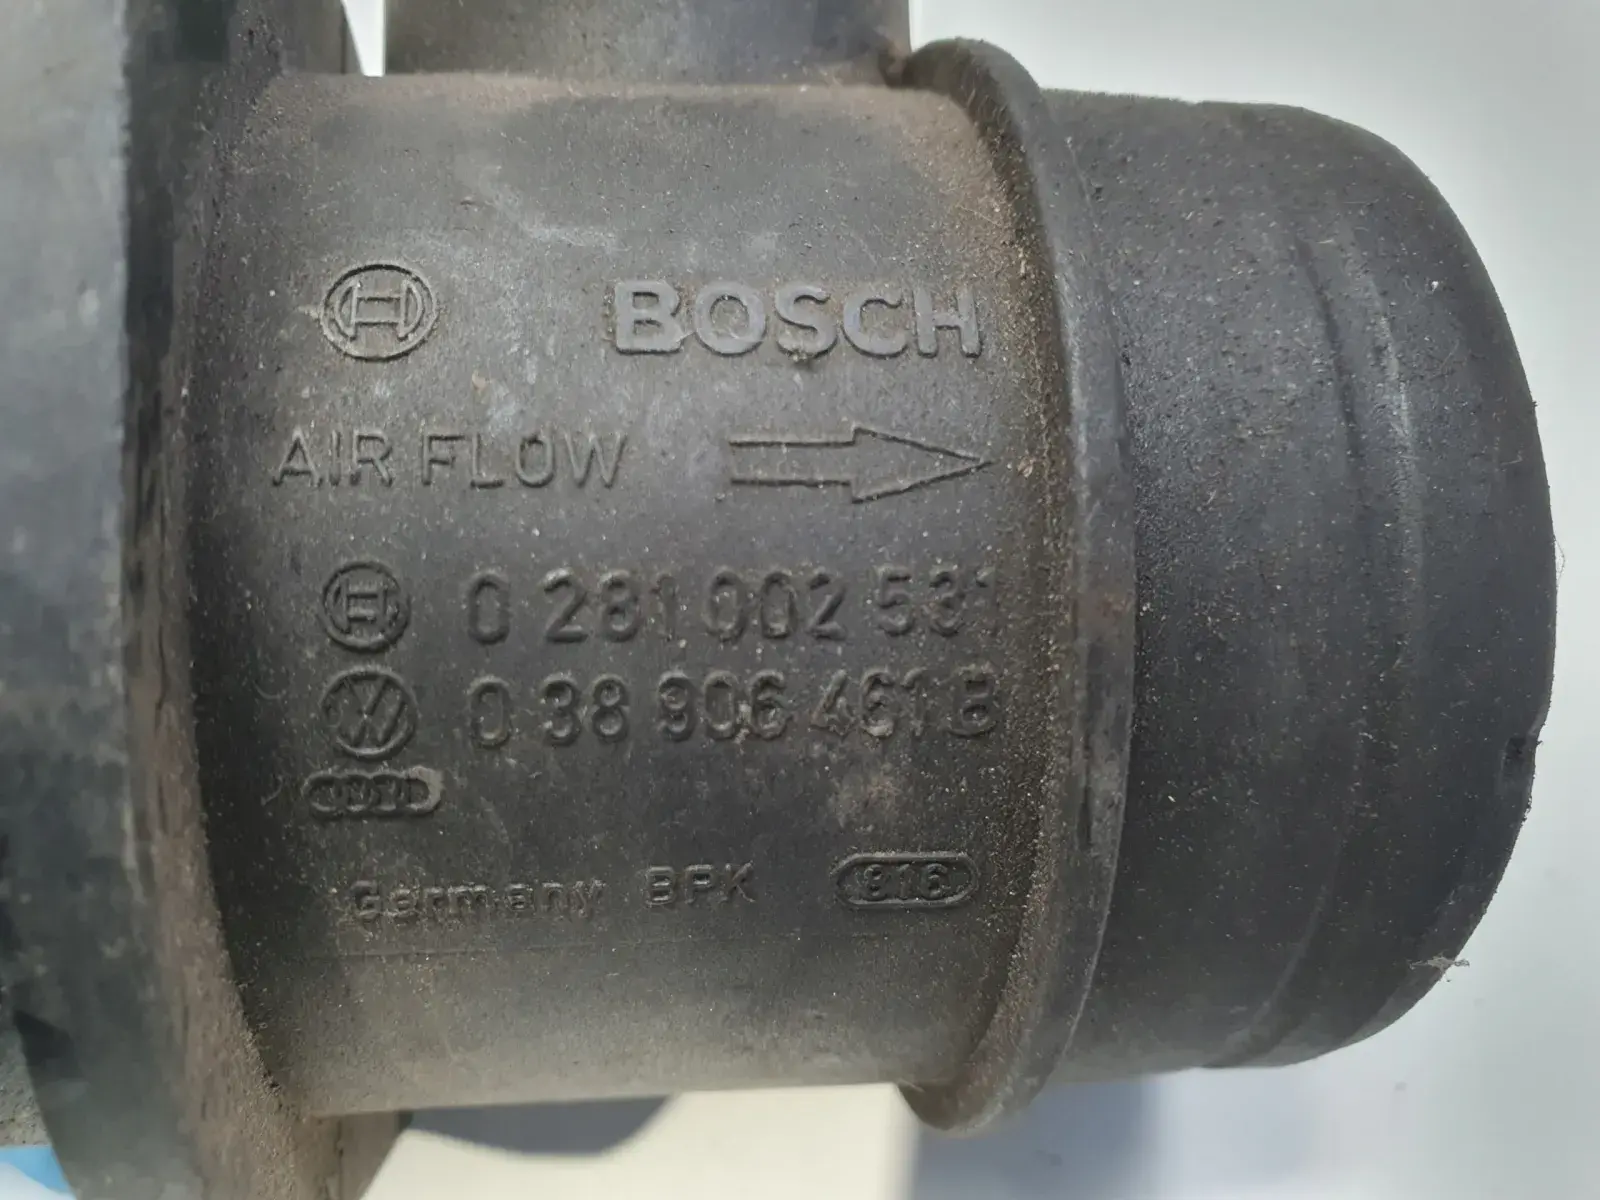 BOSCH
AIR FLOW
0 281 002 531
0 38 906 461 B
Germany BPK 916